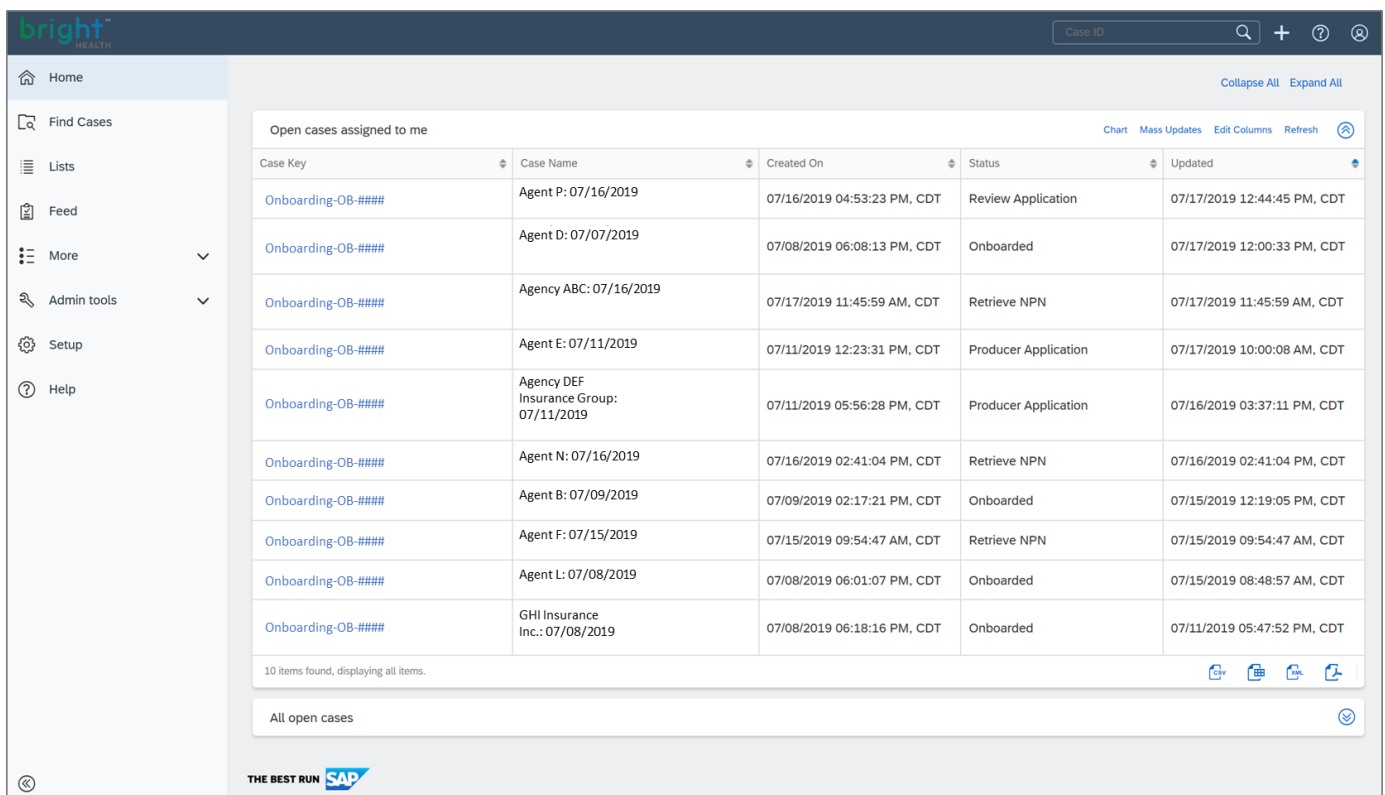 bright
HEALTH
Case ID
Home
Collapse All Expand All
Find Cases
Open cases assigned to me
Chart Mass Updates Edit Columns Refresh
Lists
Case Key Case Name Created On Status Updated
Onboarding-OB-#### Agent P: 07/16/2019 07/16/2019 04:53:23 PM, CDT Review Application 07/17/2019 12:44:45 PM, CDT
Feed
Onboarding-OB-#### Agent D: 07/07/2019 07/08/2019 06:08:13 PM, CDT Onboarded 07/17/2019 12:00:33 PM, CDT
More
Onboarding-OB-#### Agency ABC: 07/16/2019 07/17/2019 11:45:59 AM, CDT Retrieve NPN 07/17/2019 11:45:59 AM, CDT
Admin tools
Setup
Onboarding-OB-#### Agent E: 07/11/2019 07/11/2019 12:23:31 PM, CDT Producer Application 07/17/2019 10:00:08 AM, CDT
Help
Agency DEF
Insurance Group:
07/11/2019
Onboarding-OB-#### 07/11/2019 05:56:28 PM, CDT Producer Application 07/16/2019 03:37:11 PM, CDT
Onboarding-OB-#### Agent N: 07/16/2019 07/16/2019 02:41:04 PM, CDT Retrieve NPN 07/16/2019 02:41:04 PM, CDT
Onboarding-OB-#### Agent B: 07/09/2019 07/09/2019 02:17:21 PM, CDT Onboarded 07/15/2019 12:19:05 PM, CDT
Onboarding-OB-#### Agent F: 07/15/2019 07/15/2019 09:54:47 AM, CDT Retrieve NPN 07/15/2019 09:54:47 AM, CDT
Onboarding-OB-#### Agent L: 07/08/2019 07/08/2019 06:01:07 PM, CDT Onboarded 07/15/2019 08:48:57 AM, CDT
GHI Insurance
Inc.: 07/08/2019
Onboarding-OB-#### 07/08/2019 06:18:16 PM, CDT Onboarded 07/11/2019 05:47:52 PM, CDT
10 items found, displaying all items.
CSV XML
All open cases
THE BEST RUN SAP